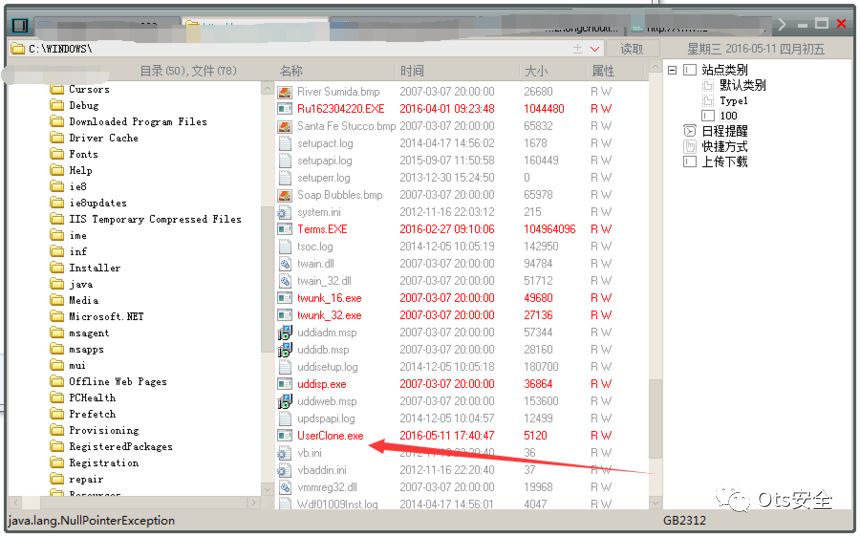 C:\WINDOWS\
读取
星期三 2016-05-11 四月初五
目录(50),文件(78)
名称 时间 大小 属性
Cursors
Debug
Downloaded Program Files
Driver Cache
Fonts
Help
ie8
ie8updates
IIS Temporary Compressed Files
ime
inf
Installer
java
Media
Microsoft.NET
msagent
msapps
mui
Offline Web Pages
PCHealth
Prefetch
Provisioning
RegisteredPackages
Registration
repair
Resources
River Sumida.bmp 2007-03-07 20:00:00 26680 R W
Ru162304220.EXE 2016-04-01 09:23:48 1044480 R W
Santa Fe Stucco.bmp 2007-03-07 20:00:00 65832 R W
setupact.log 2014-04-17 14:56:02 1678 R W
setupapi.log 2015-09-07 11:50:58 160449 R W
setuperr.log 2013-12-30 15:24:50 0 R W
Soap Bubbles.bmp 2007-03-07 20:00:00 65978 R W
system.ini 2012-11-16 22:03:12 215 R W
Terms.EXE 2016-02-27 09:10:06 104964096 R W
tsoc.log 2014-12-05 10:05:19 142950 R W
twain.dll 2007-03-07 20:00:00 94784 R W
twain_32.dll 2007-03-07 20:00:00 51712 R W
twunk_16.exe 2007-03-07 20:00:00 49680 R W
twunk_32.exe 2007-03-07 20:00:00 27136 R W
uddiadm.msp 2007-03-07 20:00:00 57344 R W
uddidb.msp 2007-03-07 20:00:00 28160 R W
uddisetup.log 2007-03-07 20:05:18 180700 R W
uddisp.exe 2007-03-07 20:00:00 36864 R W
uddiweb.msp 2007-03-07 20:00:00 153600 R W
updspapi.log 2014-12-05 10:04:57 12499 R W
UserClone.exe 2016-05-11 17:40:47 5120 R W
vb.ini 36 R W
vbaddin.ini 2012-11-16 22:20:40 37 R W
vmmreg32.dll 2007-03-07 20:00:00 19968 R W
Wdf01009Inst.log 2014-04-17 14:56:01 4047 R W
站点类别
默认类别
Type1
100
日程提醒
快捷方式
上传下载
Ots安全
java.lang.NullPointerException
GB2312